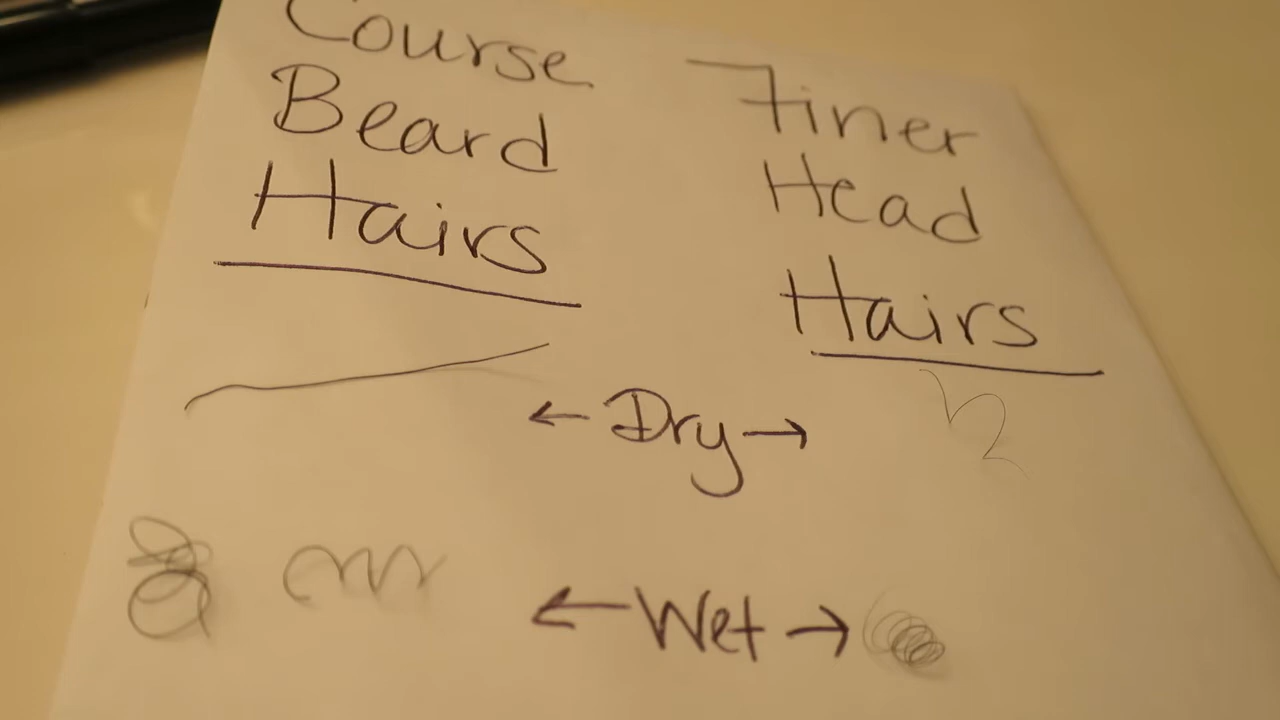 Course
Beard
Hairs
Finer
Head
Hairs
← Dry →
← Wet →